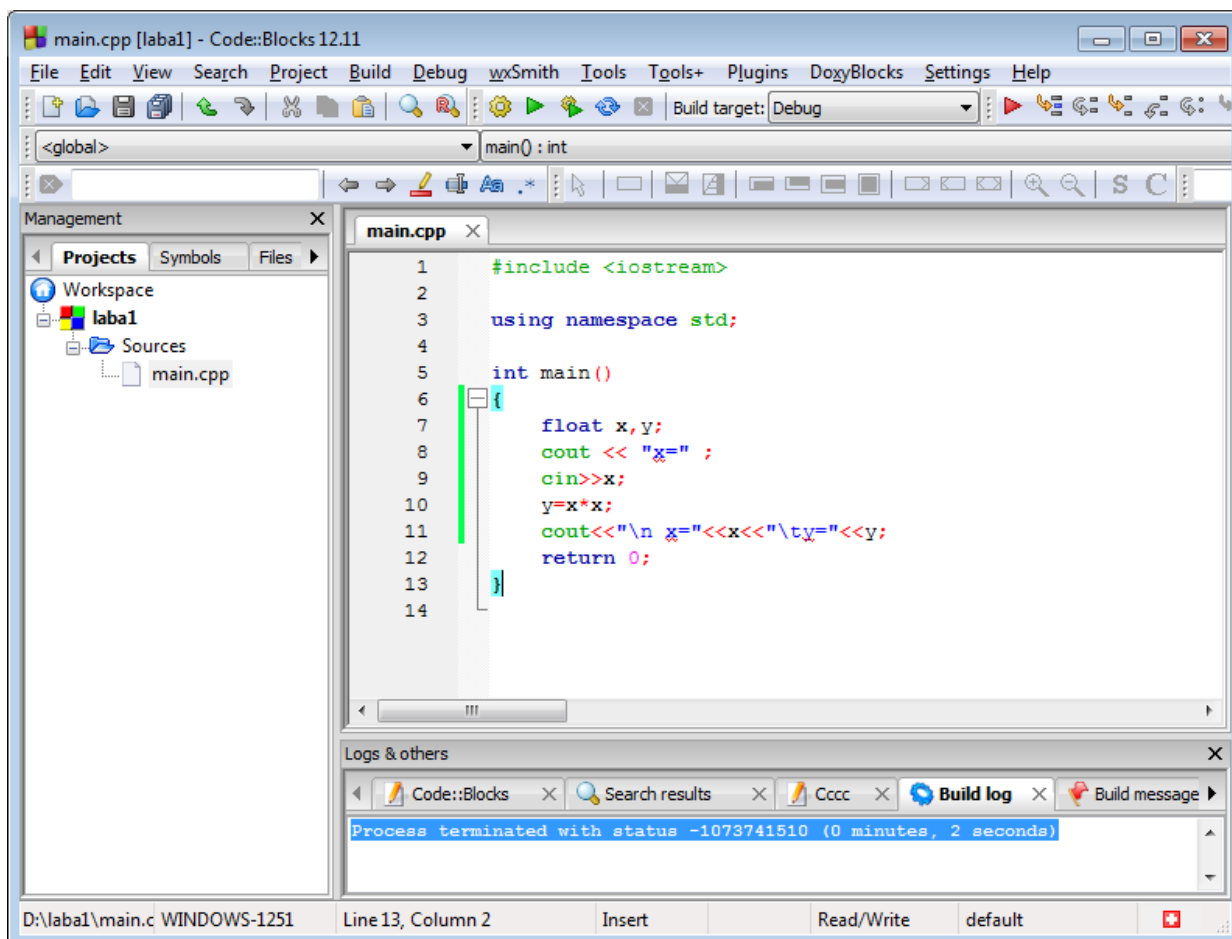 main.cpp [laba1] - Code::Blocks 12.11
File Edit View Search Project Build Debug wxSmith Tools Tools+ Plugins DoxyBlocks Settings Help
Build target: Debug
<global> main() : int
S C
Management
main.cpp
Projects Symbols Files
Workspace
laba1
Sources
main.cpp
1 #include <iostream>
2
3 using namespace std;
4
5 int main()
6 {
7 float x,y;
8 cout << "x=" ;
9 cin>>x;
10 y=x*x;
11 cout<<"\n x="<<x<<"\ty="<<y;
12 return 0;
13 }
14
Logs & others
Code::Blocks Search results Cccc Build log Build message
Process terminated with status -1073741510 (0 minutes, 2 seconds)
D:\laba1\main.c WINDOWS-1251 Line 13, Column 2 Insert Read/Write default